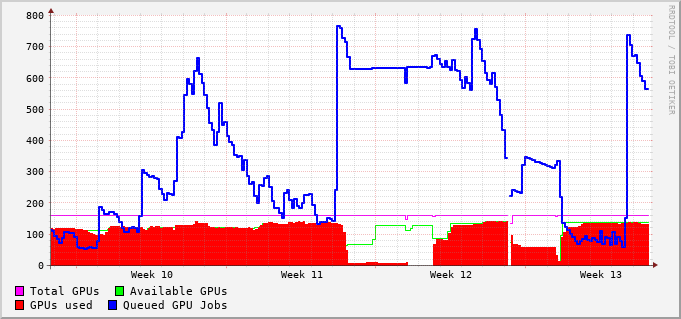 800
700
600
500
400
300
200
100
0
Week 10 Week 11 Week 12 Week 13
Total GPUs Available GPUs
GPUs used Queued GPU Jobs
RRDTOOL / TOBI OETIKER